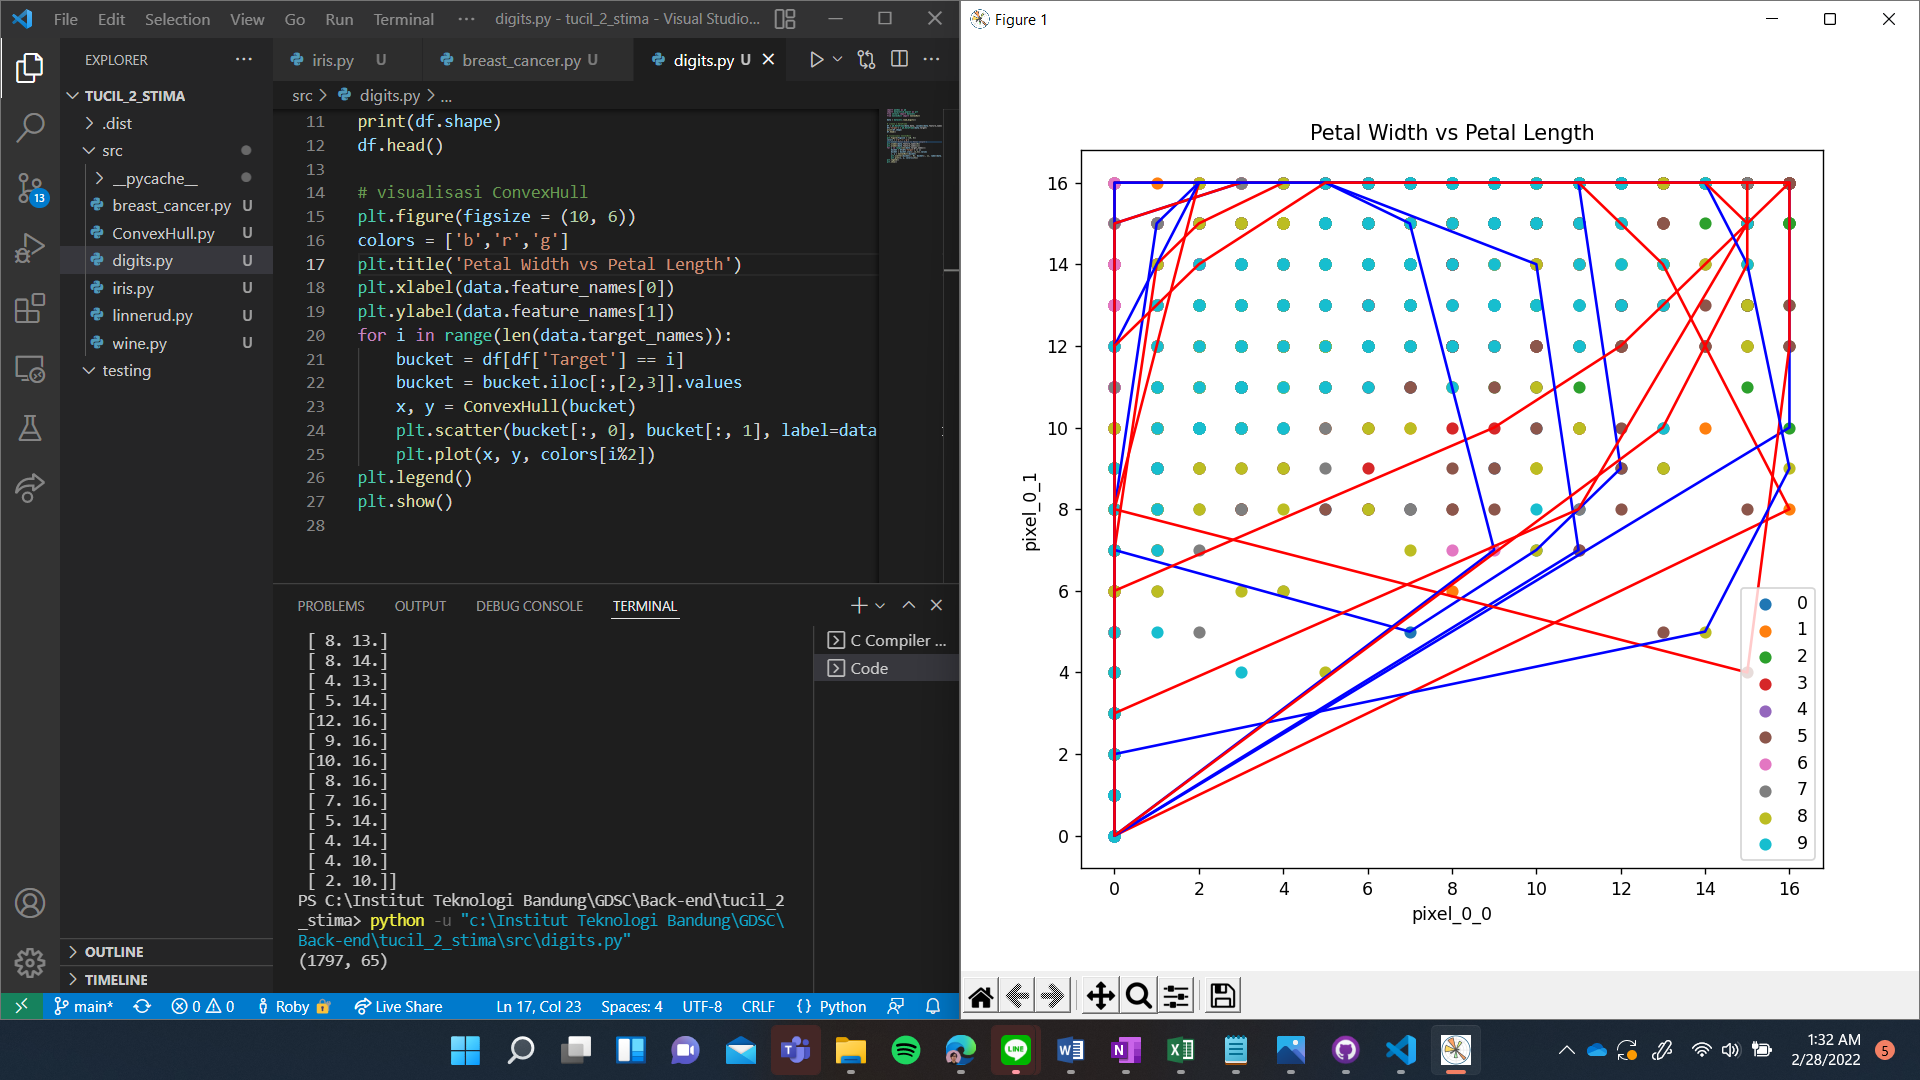 File Edit Selection View Go Run Terminal ··· digits.py - tucil_2_stima - Visual Studio...
EXPLORER ···
TUCIL_2_STIMA
.dist
src
__pycache__
breast_cancer.py U
ConvexHull.py U
digits.py U
iris.py U
linnerud.py U
wine.py U
testing
OUTLINE
TIMELINE
13
iris.py U breast_cancer.py U digits.py U
src > digits.py > ...
11 print(df.shape)
12 df.head()
13
14 # visualisasi ConvexHull
15 plt.figure(figsize = (10, 6))
16 colors = ['b','r','g']
17 plt.title('Petal Width vs Petal Length')
18 plt.xlabel(data.feature_names[0])
19 plt.ylabel(data.feature_names[1])
20 for i in range(len(data.target_names)):
21 bucket = df[df['Target'] == i]
22 bucket = bucket.iloc[:,[2,3]].values
23 x, y = ConvexHull(bucket)
24 plt.scatter(bucket[:, 0], bucket[:, 1], label=data
25 plt.plot(x, y, colors[i%2])
26 plt.legend()
27 plt.show()
28
PROBLEMS OUTPUT DEBUG CONSOLE TERMINAL
C Compiler ...
Code
[ 8. 13.]
[ 8. 14.]
[ 4. 13.]
[ 5. 14.]
[12. 16.]
[ 9. 16.]
[10. 16.]
[ 8. 16.]
[ 7. 16.]
[ 5. 14.]
[ 4. 14.]
[ 4. 10.]
[ 2. 10.]]
PS C:\Institut Teknologi Bandung\GDSC\Back-end\tucil_2
_stima> python -u "c:\Institut Teknologi Bandung\GDSC\
Back-end\tucil_2_stima\src\digits.py"
(1797, 65)
main* 0 0 Roby Live Share Ln 17, Col 23 Spaces: 4 UTF-8 CRLF {} Python
Figure 1
Petal Width vs Petal Length
16
14
12
10
8
6
4
2
0
pixel_0_1
0 2 4 6 8 10 12 14 16
pixel_0_0
0
1
2
3
4
5
6
7
8
9
LINE
1:32 AM
2/28/2022
5